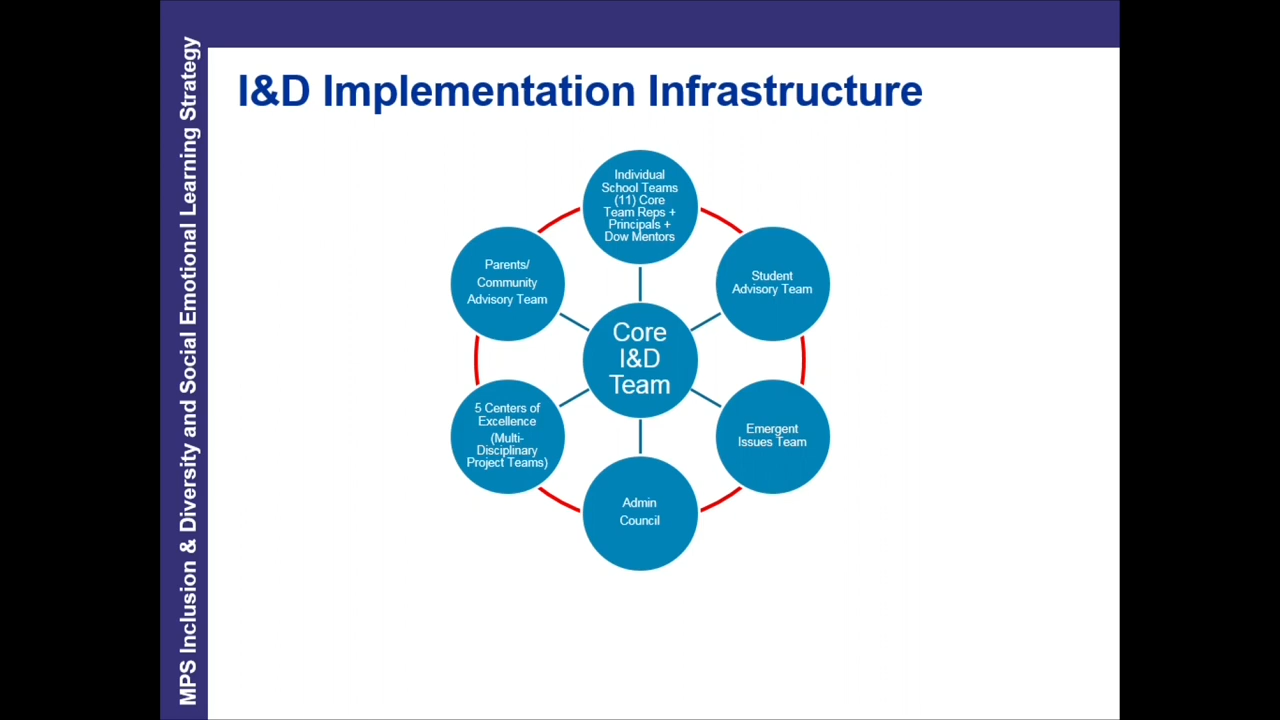 MPS Inclusion & Diversity and Social Emotional Learning Strategy
I&D Implementation Infrastructure
Individual
School Teams
(11) Core
Team Reps +
Principals +
Dow Mentors
Student
Advisory Team
Emergent
Issues Team
Admin
Council
5 Centers of
Excellence
(Multi-
Disciplinary
Project Teams)
Parents/
Community
Advisory Team
Core
I&D
Team